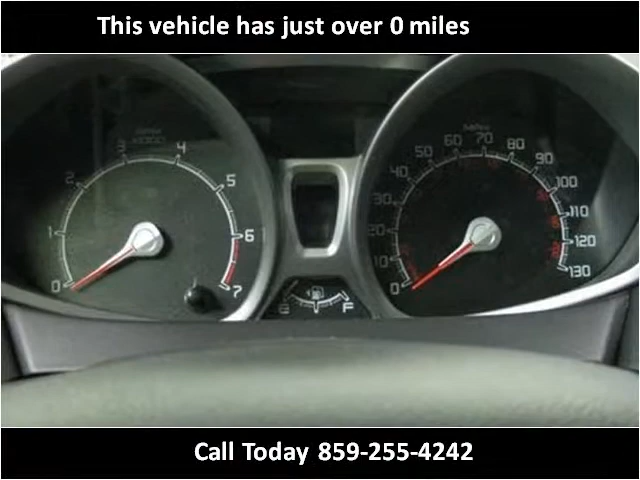 This vehicle has just over 0 miles
0 1 2 3 4 5 6 7
x1000
0 10 20 30 40 50 60 70 80 90 100 110 120 130
E F
Call Today 859-255-4242